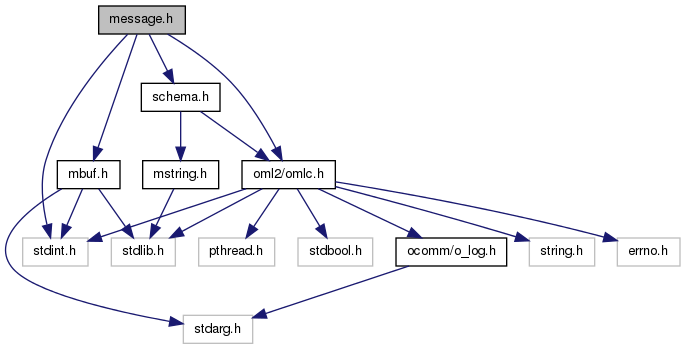 message.h
schema.h
mbuf.h
mstring.h
oml2/omlc.h
stdint.h
stdlib.h
pthread.h
stdbool.h
ocomm/o_log.h
string.h
errno.h
stdarg.h